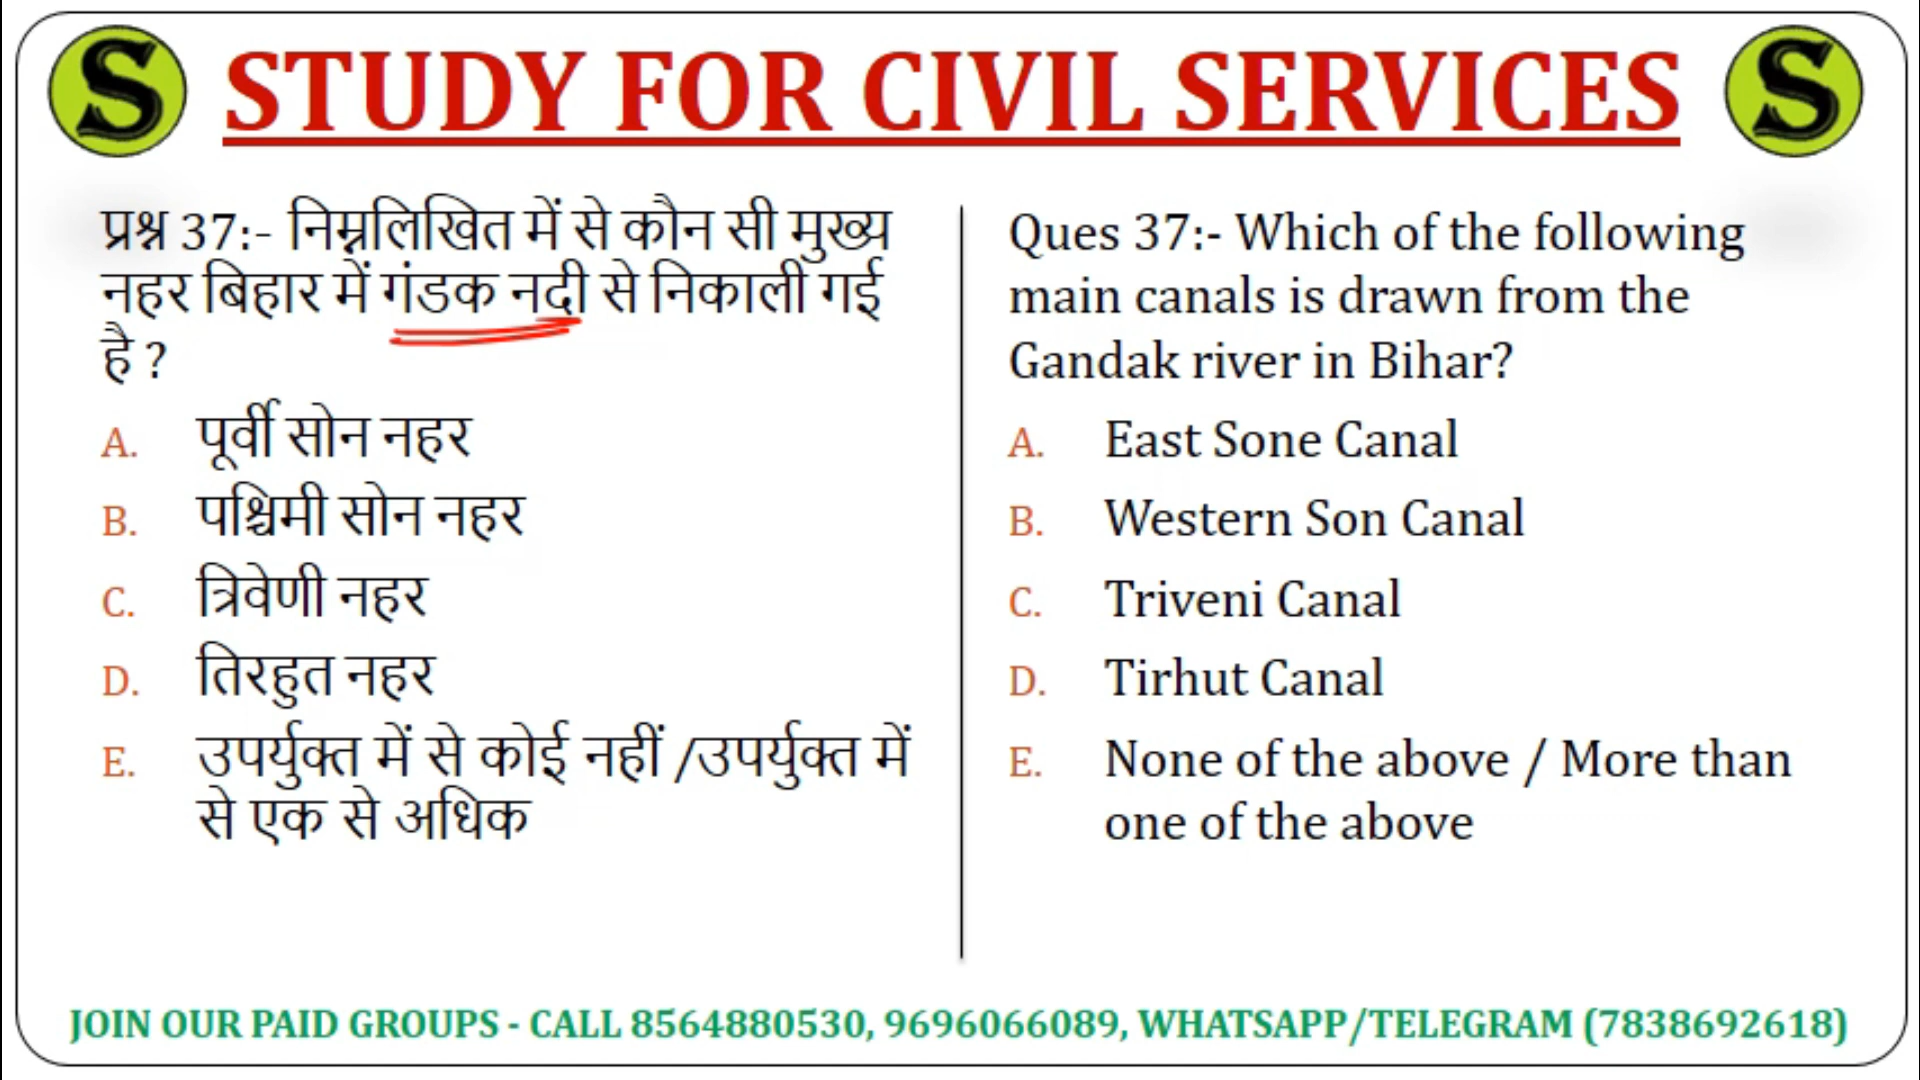 S STUDY FOR CIVIL SERVICES S
प्रश्न 37:- निम्नलिखित में से कौन सी मुख्य
नहर बिहार में गंडक नदी से निकाली गई
है ?
A. पूर्वी सोन नहर
B. पश्चिमी सोन नहर
C. त्रिवेणी नहर
D. तिरहुत नहर
E. उपर्युक्त में से कोई नहीं /उपर्युक्त में
से एक से अधिक
Ques 37:- Which of the following
main canals is drawn from the
Gandak river in Bihar?
A. East Sone Canal
B. Western Son Canal
C. Triveni Canal
D. Tirhut Canal
E. None of the above / More than
one of the above
JOIN OUR PAID GROUPS - CALL 8564880530, 9696066089, WHATSAPP/TELEGRAM (7838692618)